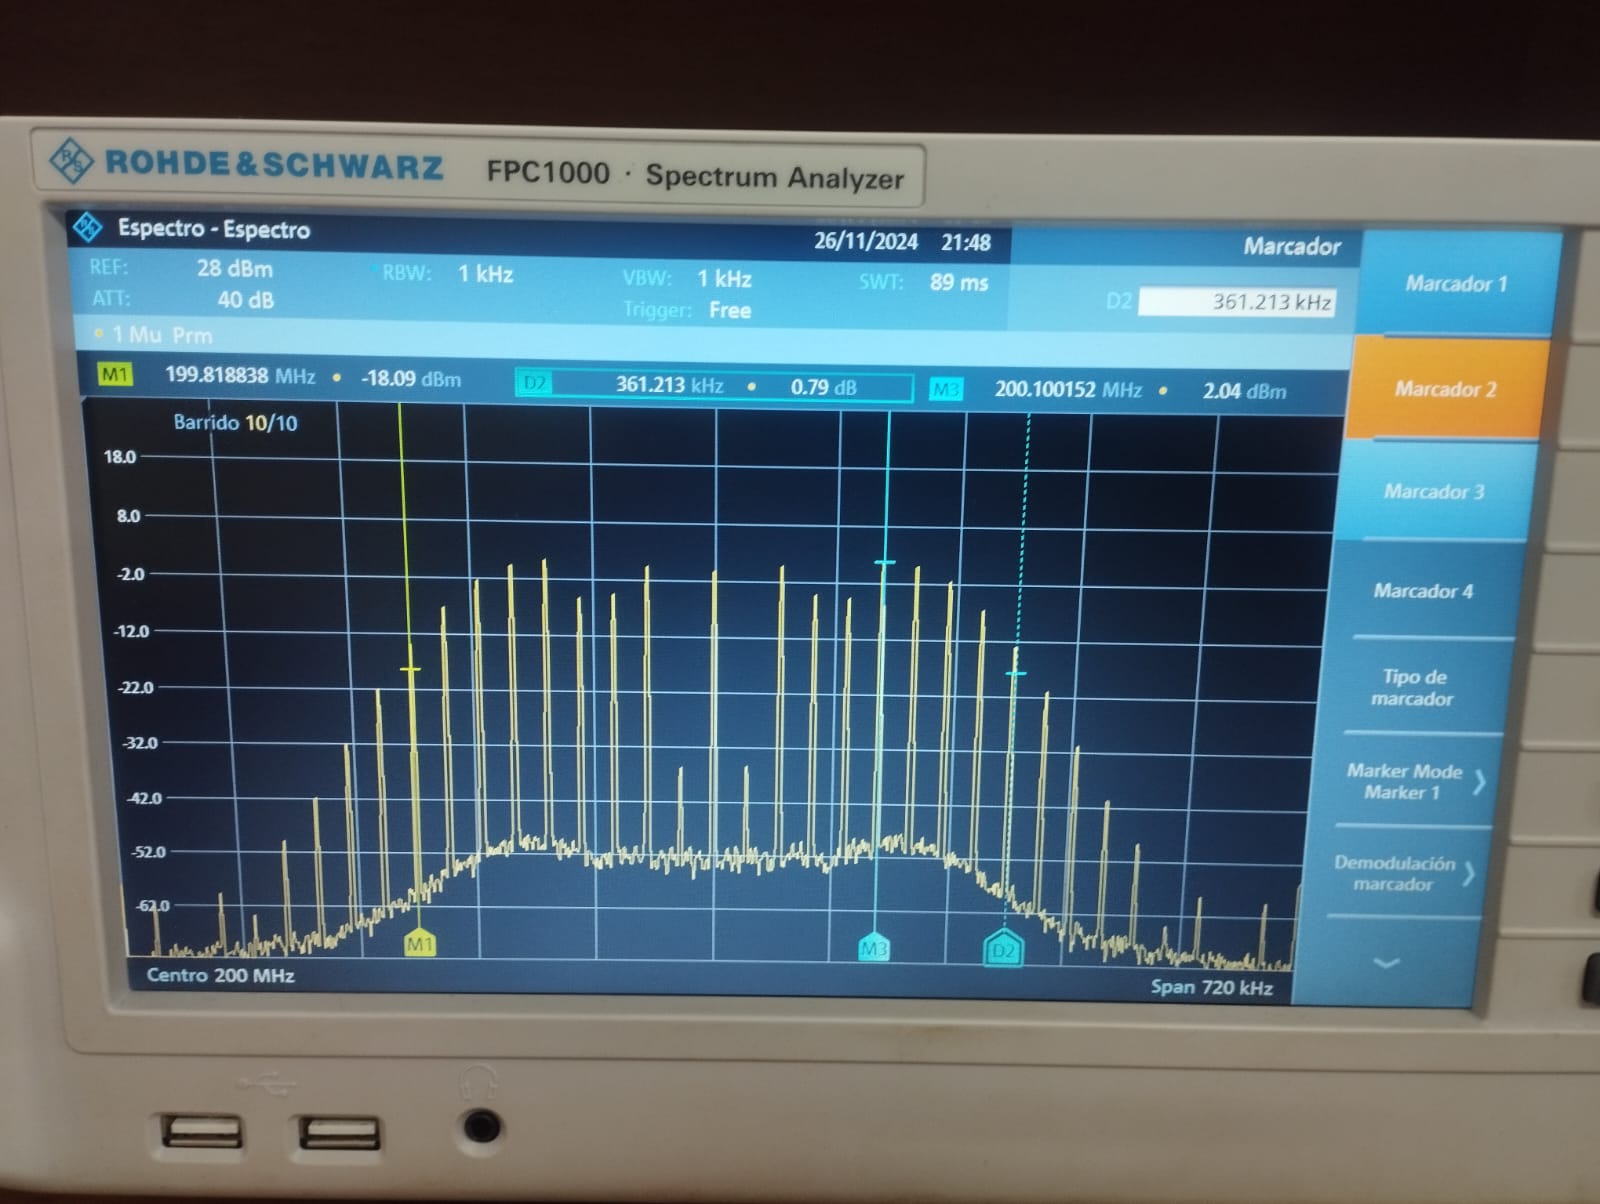 ROHDE&SCHWARZ FPC1000 · Spectrum Analyzer
Espectro - Espectro
26/11/2024 21:48
Marcador
REF: 28 dBm
RBW: 1 kHz
VBW: 1 kHz
SWT: 89 ms
ATT: 40 dB
Trigger: Free
D2 361.213 kHz
1 Mu Prm
M1 199.818838 MHz -18.09 dBm
D2 361.213 kHz 0.79 dB
M3 200.100152 MHz 2.04 dBm
Barrido 10/10
18.0
8.0
-2.0
-12.0
-22.0
-32.0
-42.0
-52.0
-62.0
M1
M3
D2
Centro 200 MHz
Span 720 kHz
Marcador 1
Marcador 2
Marcador 3
Marcador 4
Tipo de
marcador
Marker Mode
Marker 1
Demodulación
marcador